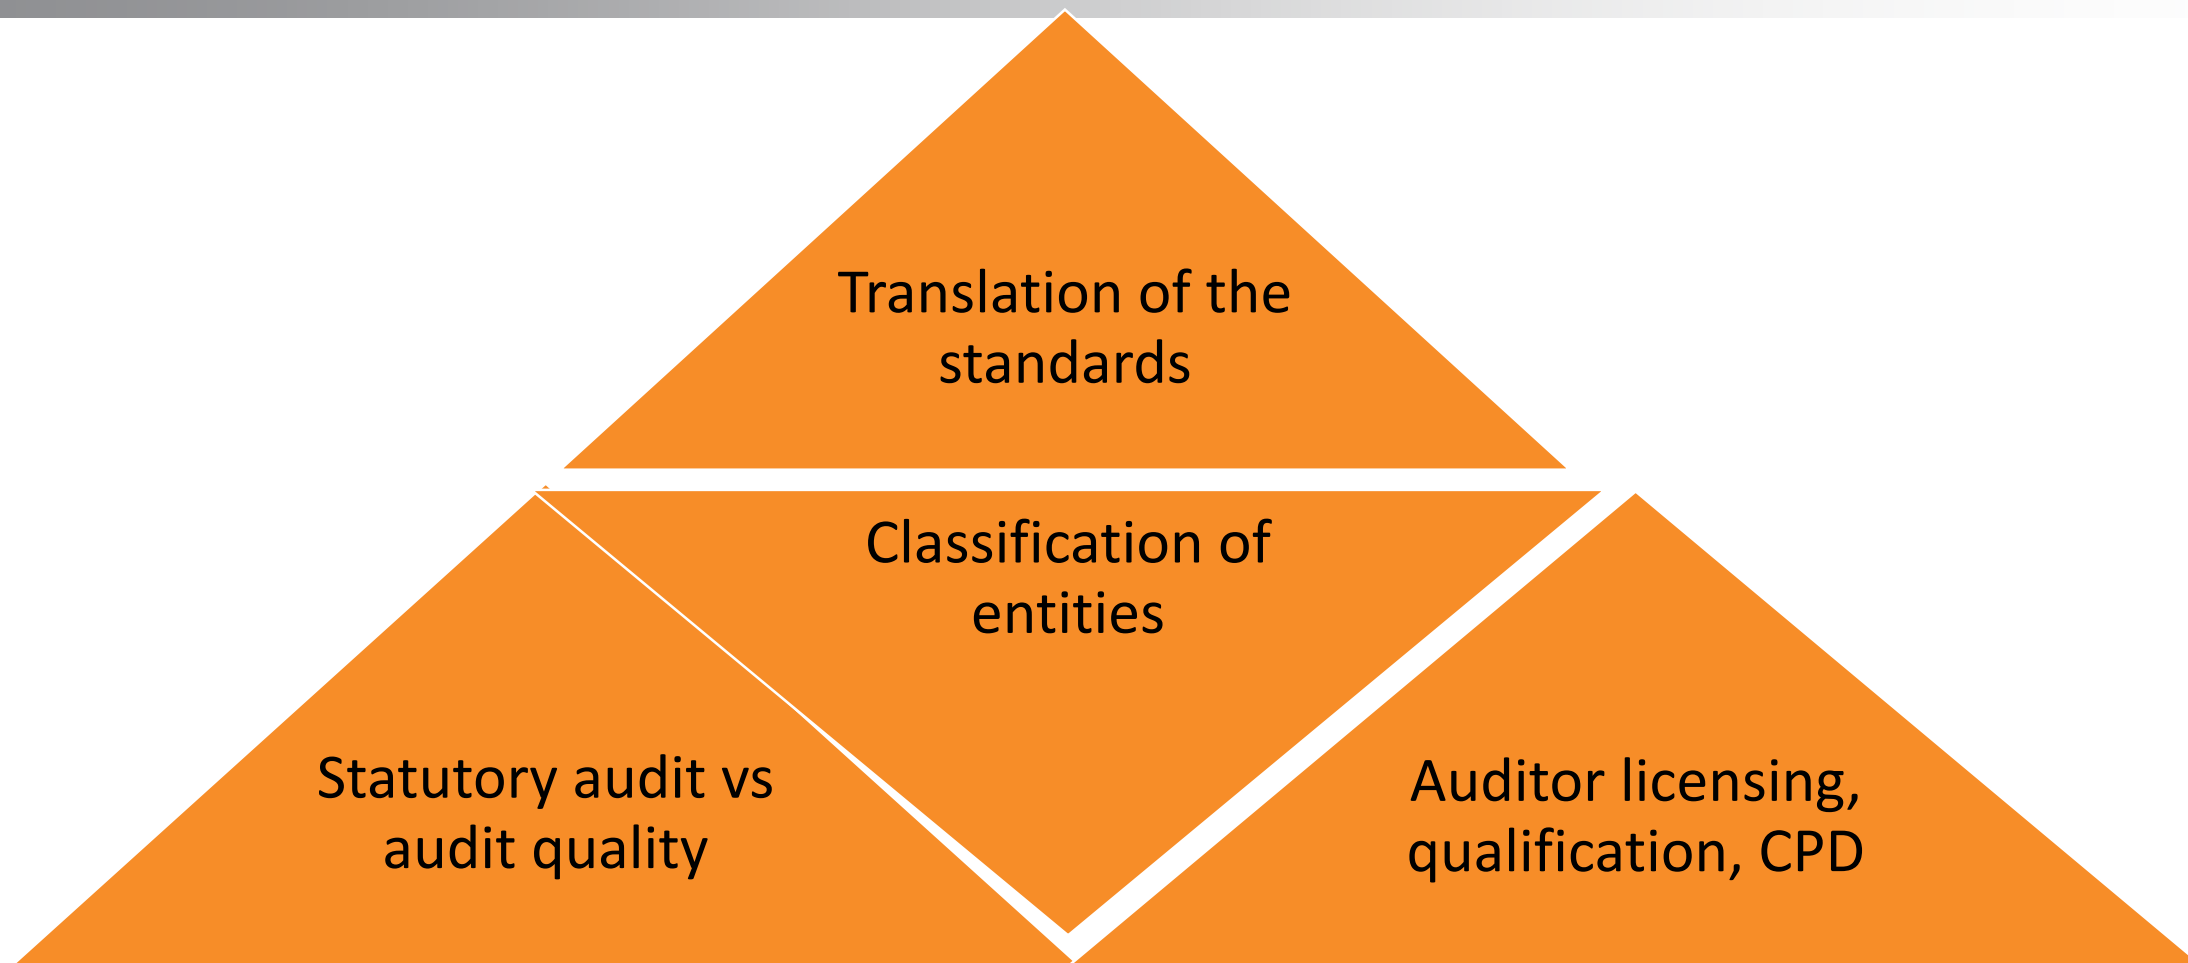 Translation of the
standards
Classification of
entities
Statutory audit vs
audit quality
Auditor licensing,
qualification, CPD